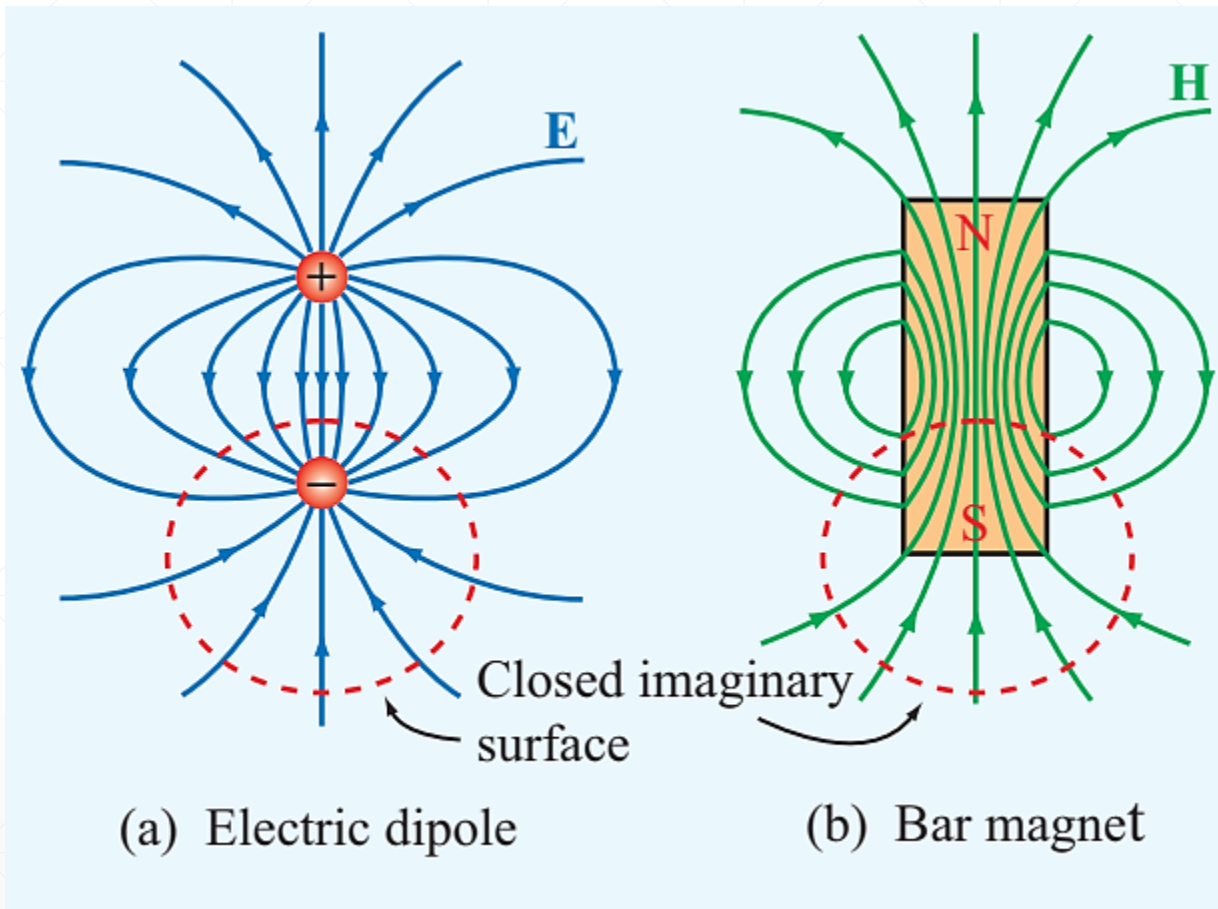 E
H
+
N
−
S
Closed imaginary
surface
(a) Electric dipole
(b) Bar magnet